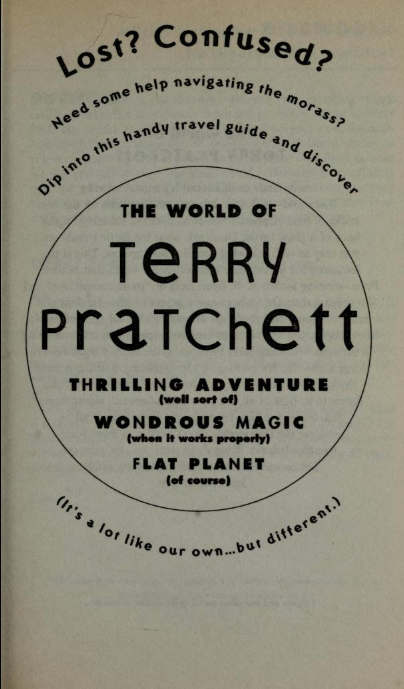 Lost? Confused?
Need some help navigating the morass?
Dip into this handy travel guide and discover
THE WORLD OF
TeRRY
PraTCheTT
THRILLING ADVENTURE
(well sort of)
WONDROUS MAGIC
(when it works properly)
FLAT PLANET
(of course)
(It's a lot like our own...but different.)